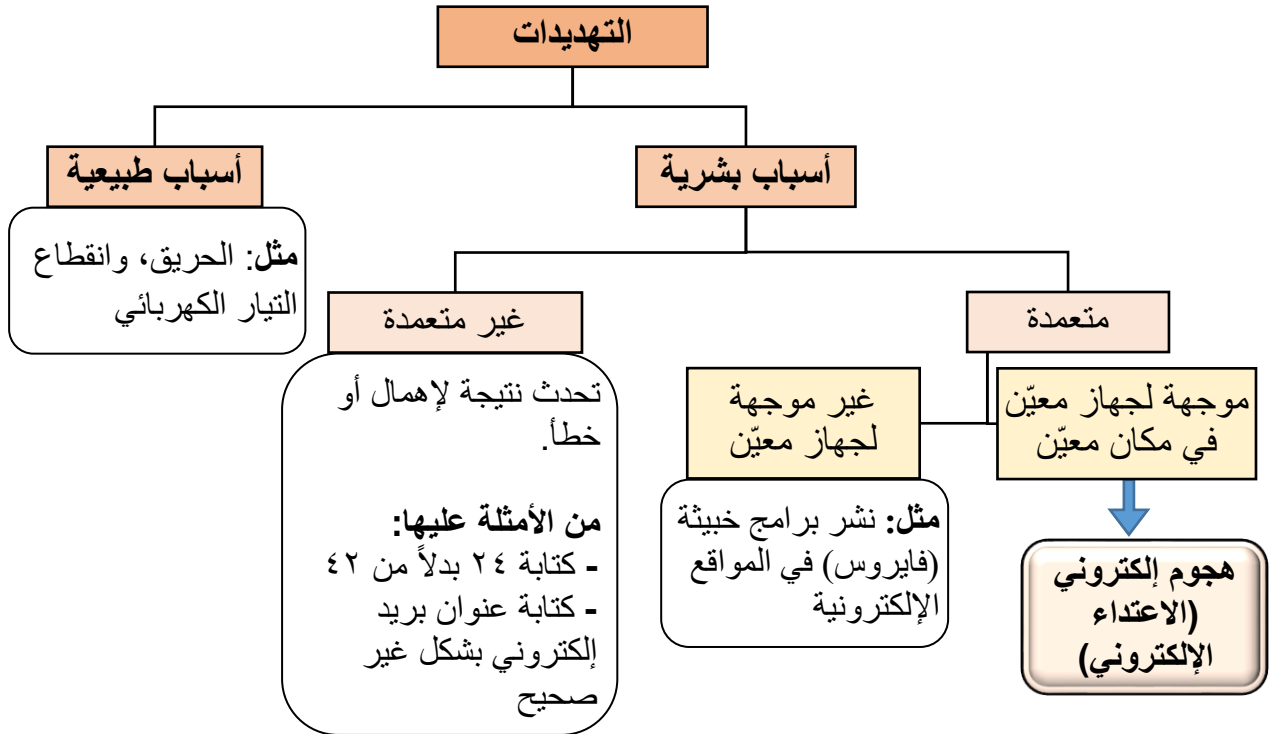 التهديدات
أسباب بشرية
أسباب طبيعية
مثل: الحريق، وانقطاع
التيار الكهربائي
متعمدة
غير متعمدة
موجهة لجهاز معيّن
في مكان معيّن
غير موجهة
لجهاز معيّن
تحدث نتيجة لإهمال أو
خطأ.
من الأمثلة عليها:
- كتابة ٢٤ بدلاً من ٤٢
- كتابة عنوان بريد
إلكتروني بشكل غير
صحيح
مثل: نشر برامج خبيثة
(فايروس) في المواقع
الإلكترونية
هجوم إلكتروني
(الاعتداء
الإلكتروني)